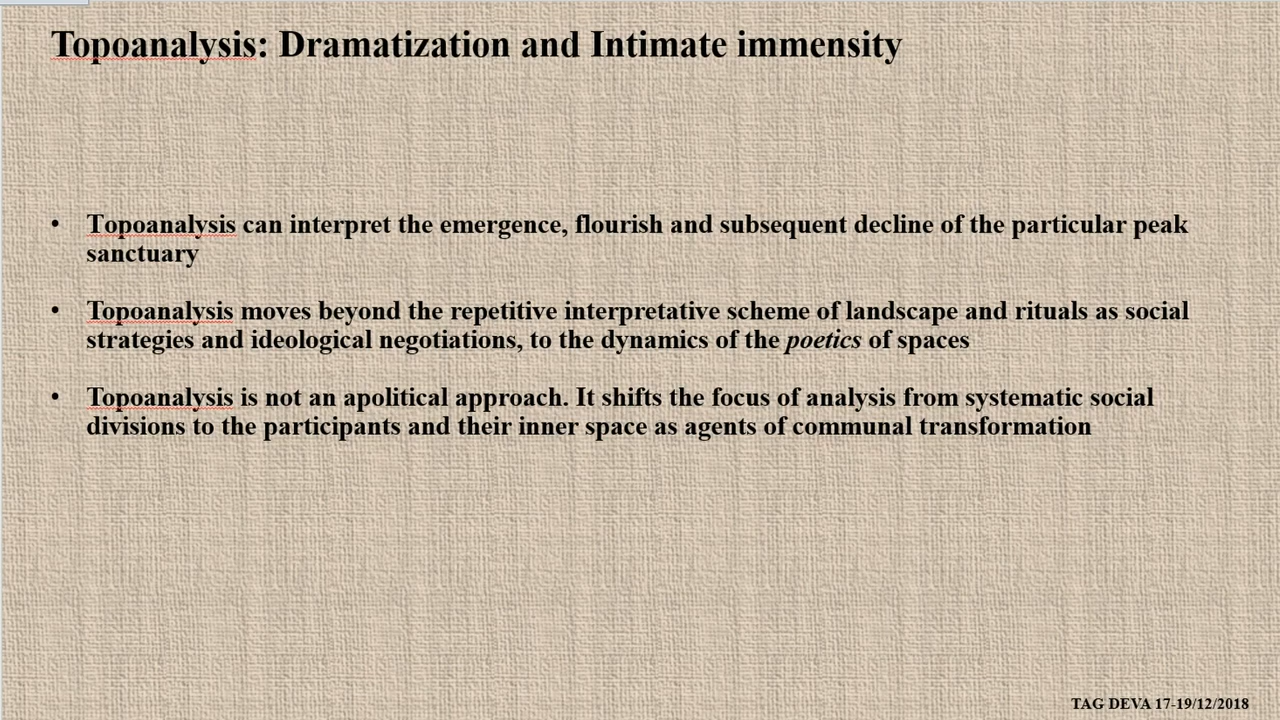 Topoanalysis: Dramatization and Intimate immensity
• Topoanalysis can interpret the emergence, flourish and subsequent decline of the particular peak
sanctuary
• Topoanalysis moves beyond the repetitive interpretative scheme of landscape and rituals as social
strategies and ideological negotiations, to the dynamics of the poetics of spaces
• Topoanalysis is not an apolitical approach. It shifts the focus of analysis from systematic social
divisions to the participants and their inner space as agents of communal transformation
TAG DEVA 17-19/12/2018